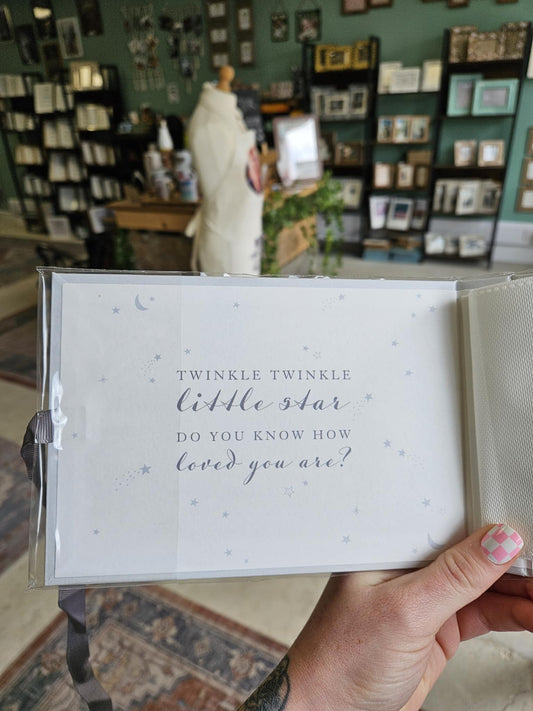 TWINKLE TWINKLE
little star
DO YOU KNOW HOW
loved you are?